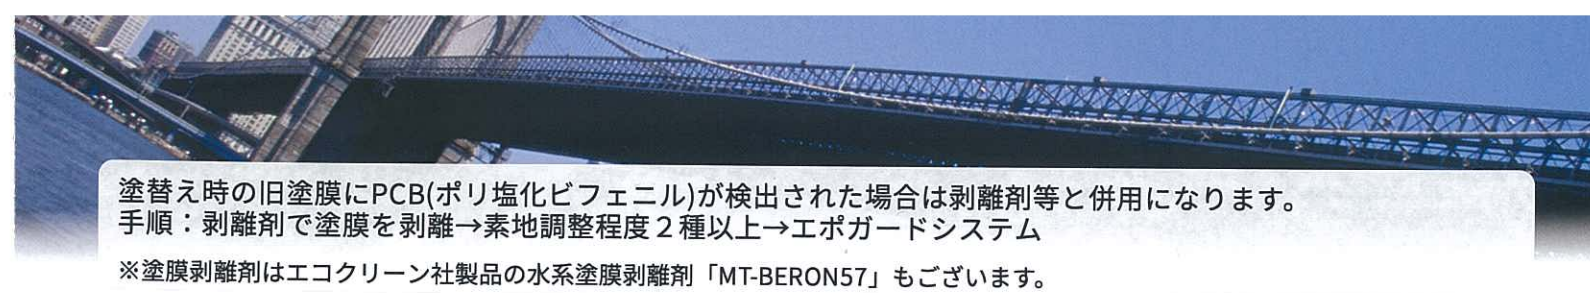 塗替え時の旧塗膜にPCB(ポリ塩化ビフェニル)が検出された場合は剥離剤等と併用になります。
手順：剥離剤で塗膜を剥離→素地調整程度２種以上→エポガードシステム
※塗膜剥離剤はエコクリーン社製品の水系塗膜剥離剤「MT-BERON57」もございます。